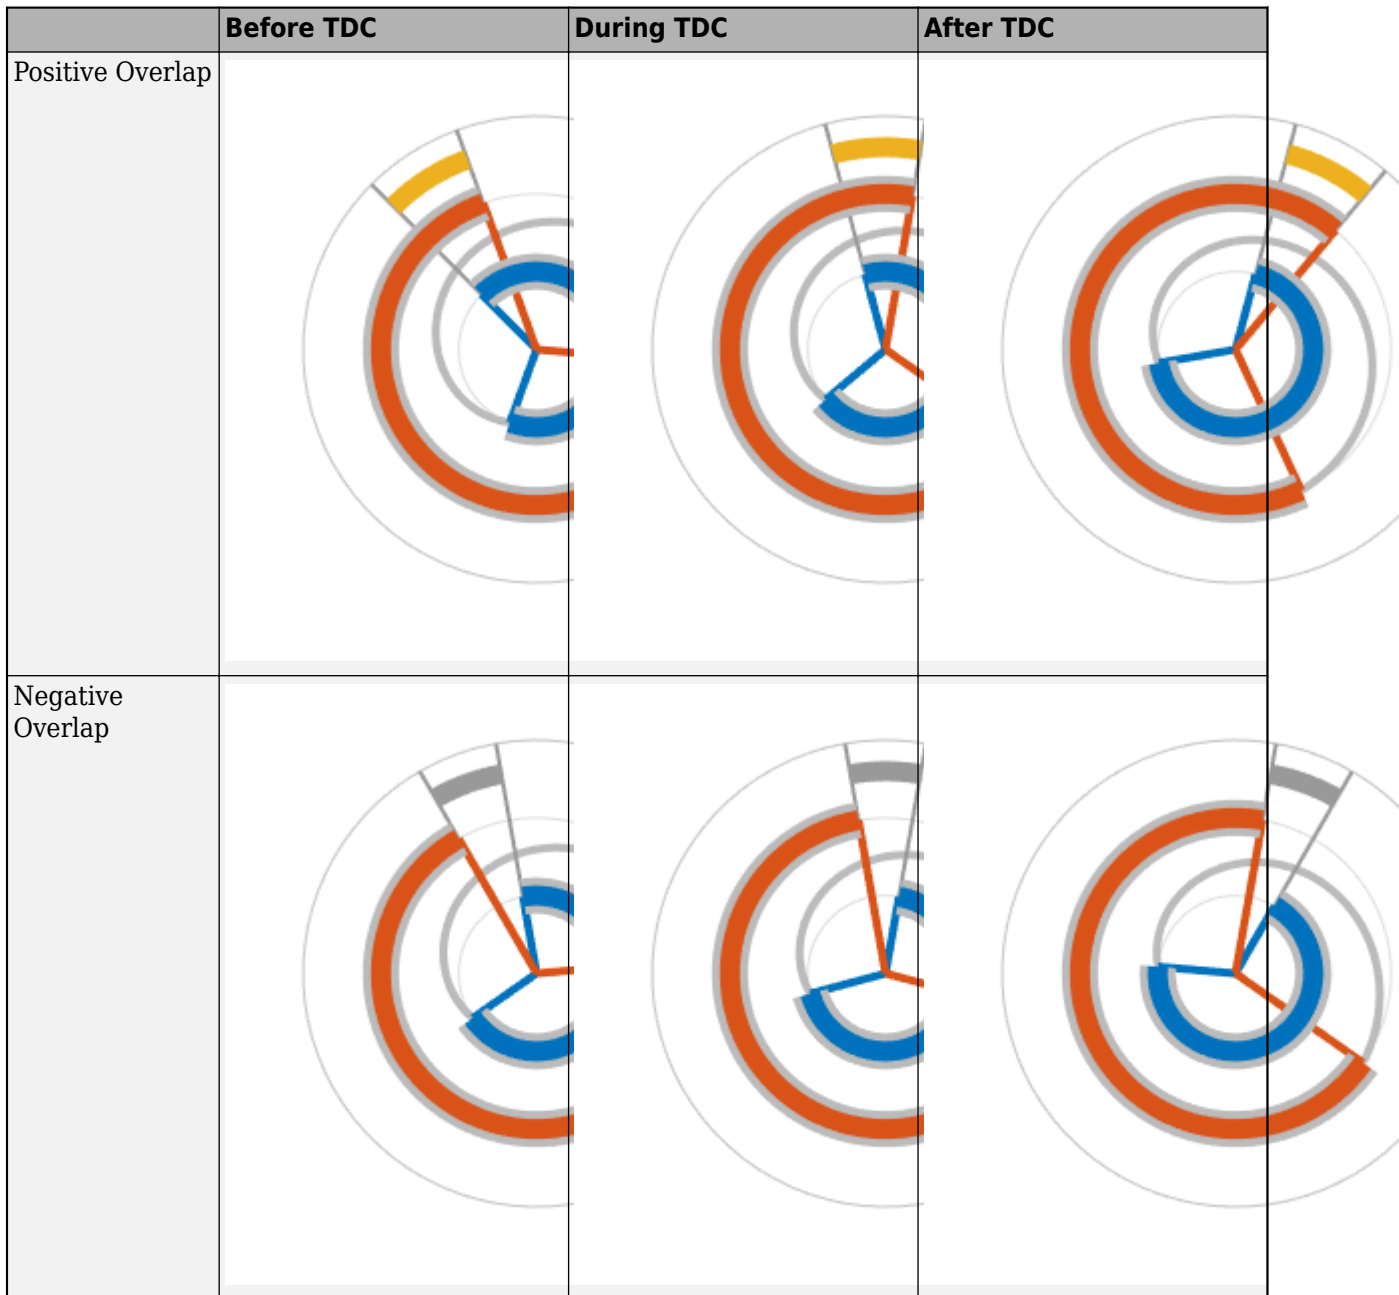 Before TDC
During TDC
After TDC
Positive Overlap
Negative
Overlap